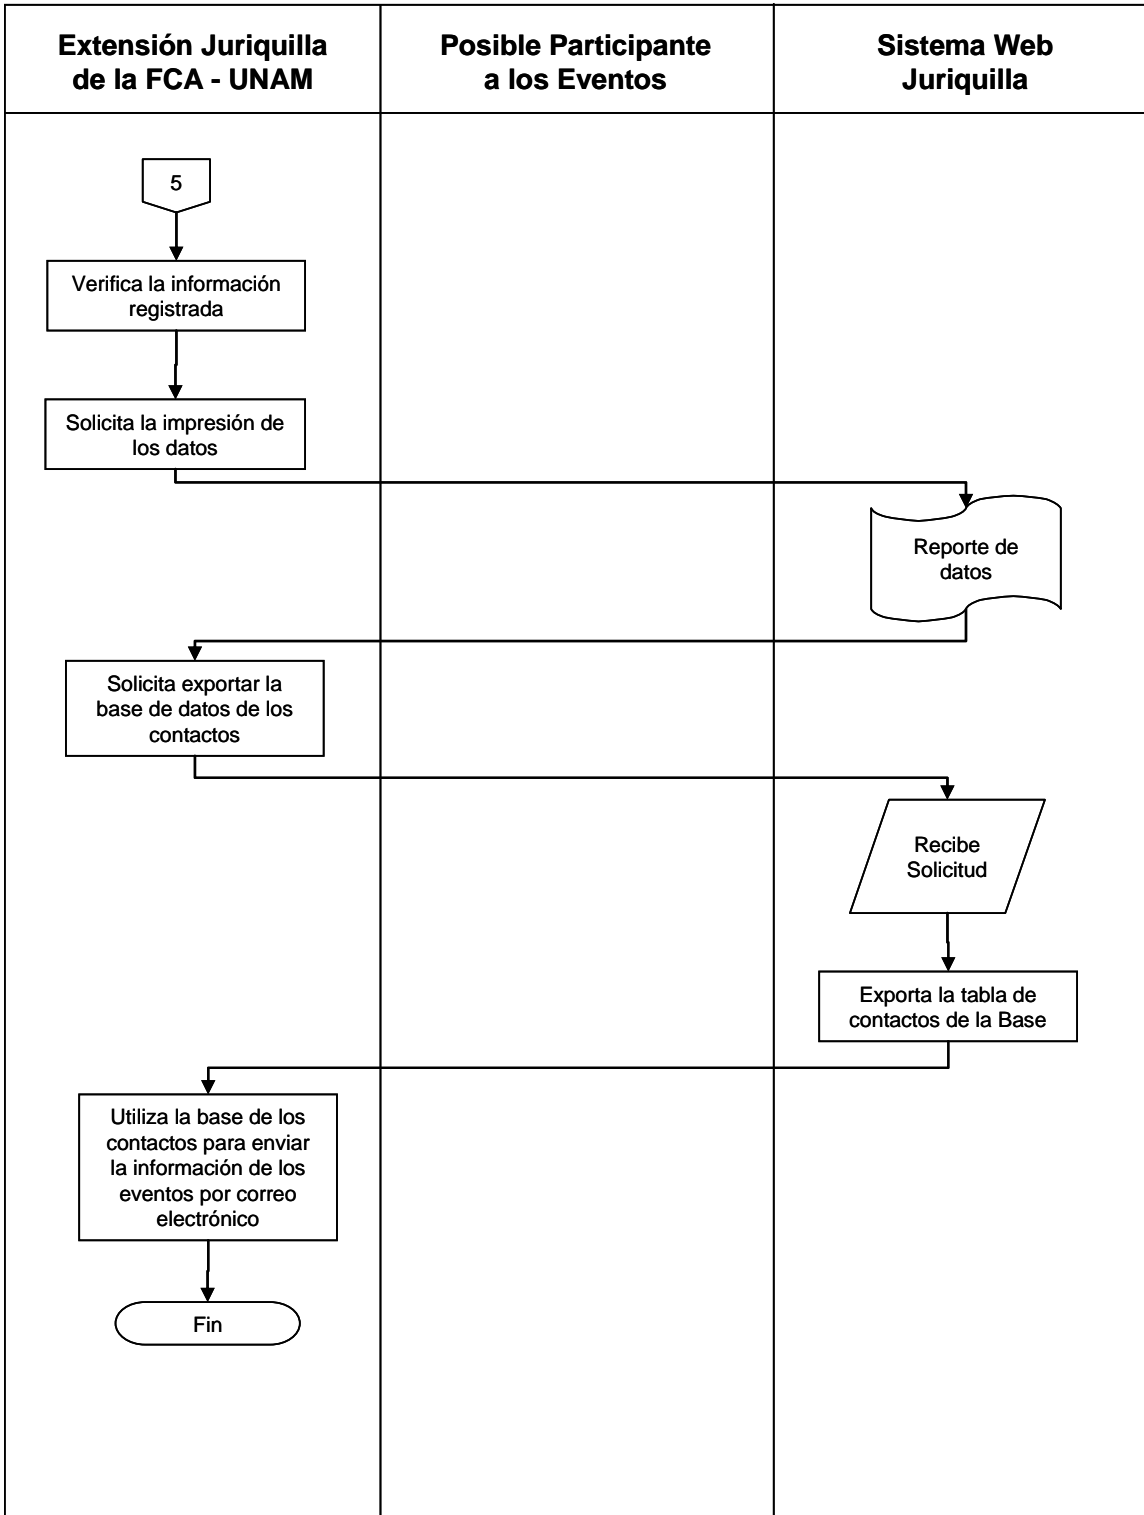 Extensión Juriquilla
de la FCA - UNAM
Posible Participante
a los Eventos
Sistema Web
Juriquilla
5
Verifica la información
registrada
Solicita la impresión de
los datos
Reporte de
datos
Solicita exportar la
base de datos de los
contactos
Recibe
Solicitud
Exporta la tabla de
contactos de la Base
Utiliza la base de los
contactos para enviar
la información de los
eventos por correo
electrónico
Fin